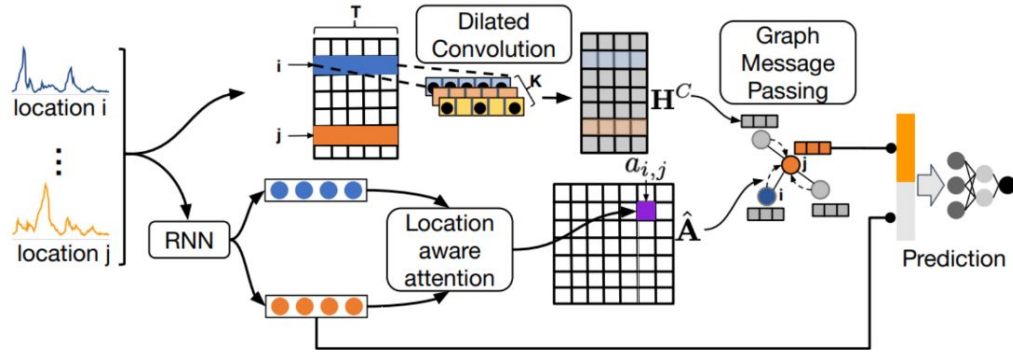 location i
⋮
location j
RNN
T
i
j
Dilated
Convolution
K
H^C
Graph
Message
Passing
j
i
Location
aware
attention
a_{i,j}
Â
Prediction